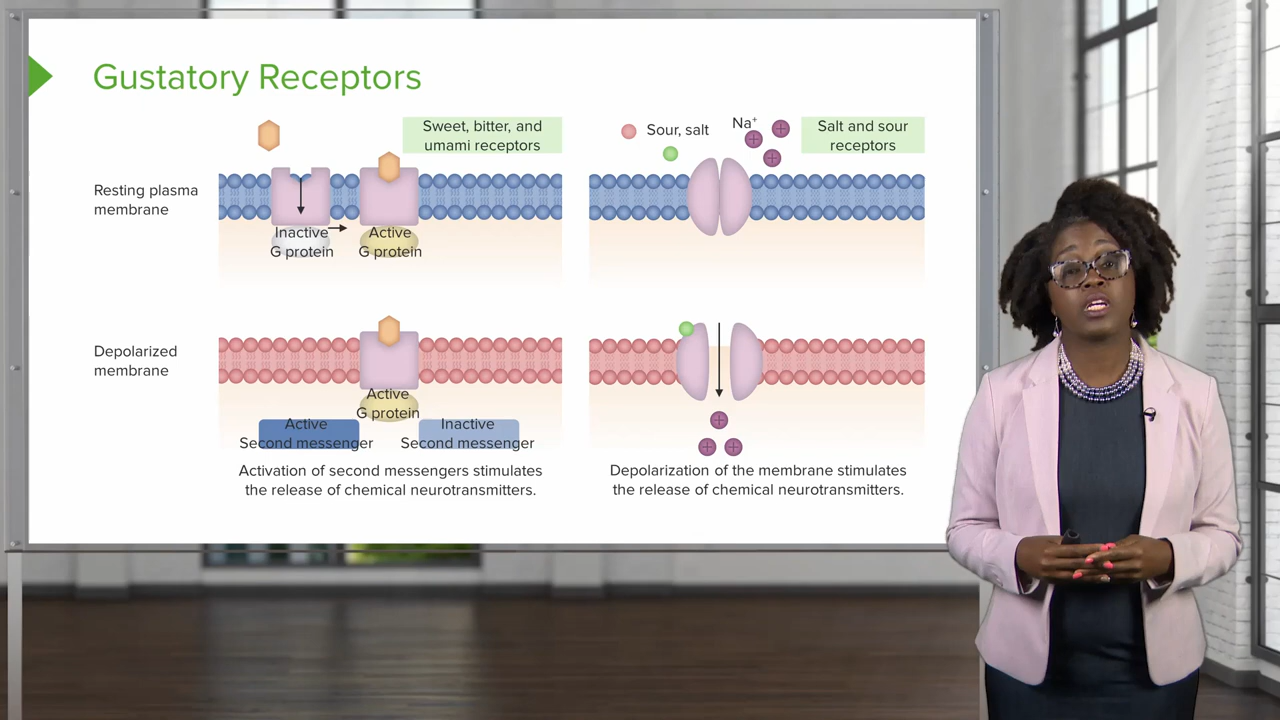 Gustatory Receptors
Sweet, bitter, and
umami receptors
Sour, salt
Na⁺
Salt and sour
receptors
Resting plasma
membrane
Inactive
G protein
Active
G protein
Depolarized
membrane
Active
G protein
Active
Second messenger
Inactive
Second messenger
Activation of second messengers stimulates
the release of chemical neurotransmitters.
Depolarization of the membrane stimulates
the release of chemical neurotransmitters.